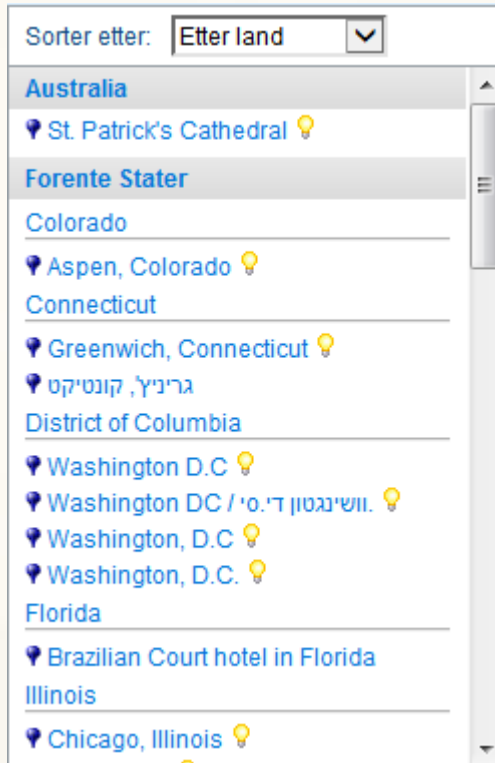 Sorter etter: Etter land
Australia
St. Patrick's Cathedral
Forente Stater
Colorado
Aspen, Colorado
Connecticut
Greenwich, Connecticut
גריניץ', קונטיקט
District of Columbia
Washington D.C
Washington DC / וושינגטון די.סי.
Washington, D.C
Washington, D.C.
Florida
Brazilian Court hotel in Florida
Illinois
Chicago, Illinois